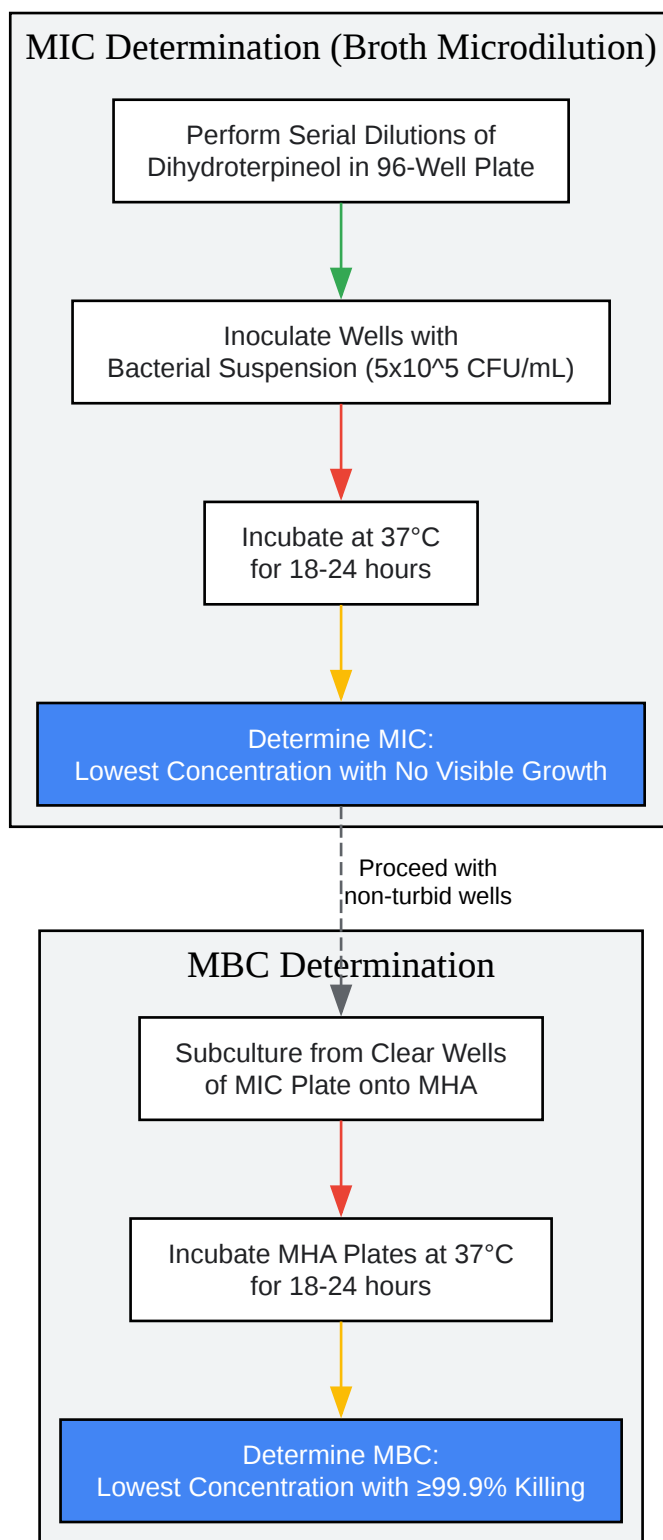 MIC Determination (Broth Microdilution)
Perform Serial Dilutions of
Dihydroterpineol in 96-Well Plate
Inoculate Wells with
Bacterial Suspension (5x10^5 CFU/mL)
Incubate at 37°C
for 18-24 hours
Determine MIC:
Lowest Concentration with No Visible Growth
Proceed with
non-turbid wells
MBC Determination
Subculture from Clear Wells
of MIC Plate onto MHA
Incubate MHA Plates at 37°C
for 18-24 hours
Determine MBC:
Lowest Concentration with ≥99.9% Killing